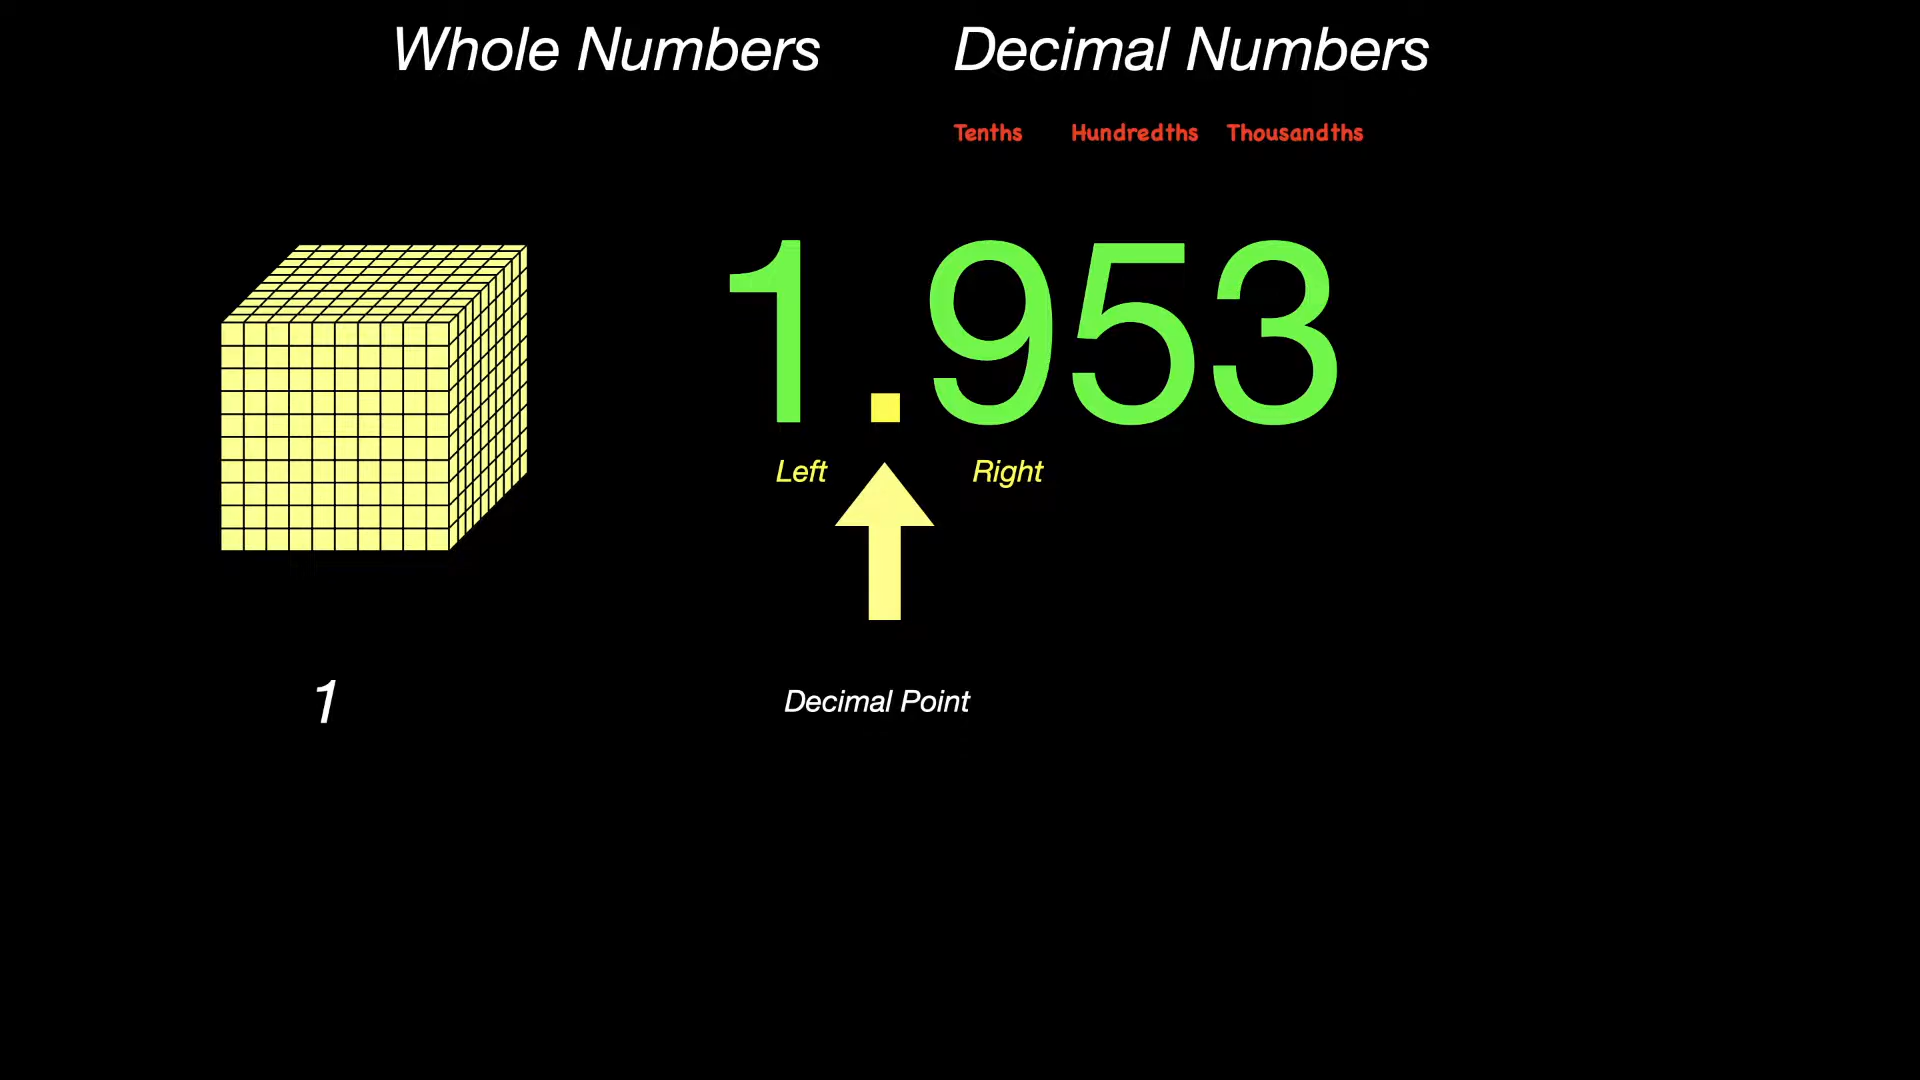 Whole Numbers
Decimal Numbers
Tenths Hundredths Thousandths
1.953
Left
Right
1
Decimal Point